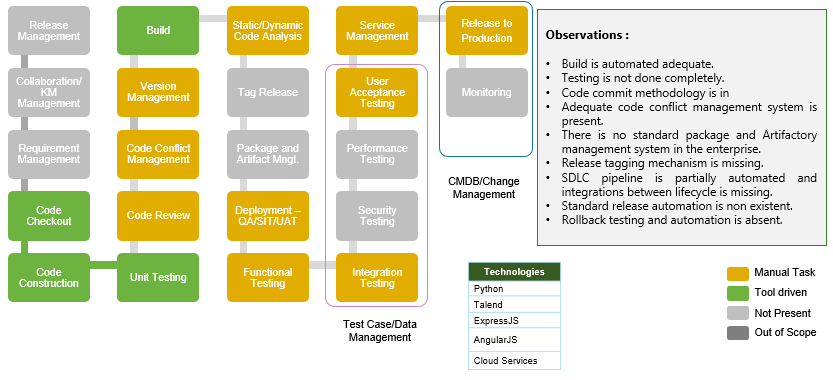 Release
Management
Collaboration/
KM
Management
Requirement
Management
Code
Checkout
Code
Construction
Build
Version
Management
Code Conflict
Management
Code Review
Unit Testing
Static/Dynamic
Code Analysis
Tag Release
Package and
Artifact Mngt.
Deployment –
QA/SIT/UAT
Functional
Testing
Service
Management
User
Acceptance
Testing
Performance
Testing
Security
Testing
Integration
Testing
Test Case/Data
Management
Release to
Production
Monitoring
CMDB/Change
Management
Observations :
• Build is automated adequate.
• Testing is not done completely.
• Code commit methodology is in
• Adequate code conflict management system is
present.
• There is no standard package and Artifactory
management system in the enterprise.
• Release tagging mechanism is missing.
• SDLC pipeline is partially automated and
integrations between lifecycle is missing.
• Standard release automation is non existent.
• Rollback testing and automation is absent.
Technologies
Python
Talend
ExpressJS
AngularJS
Cloud Services
Manual Task
Tool driven
Not Present
Out of Scope